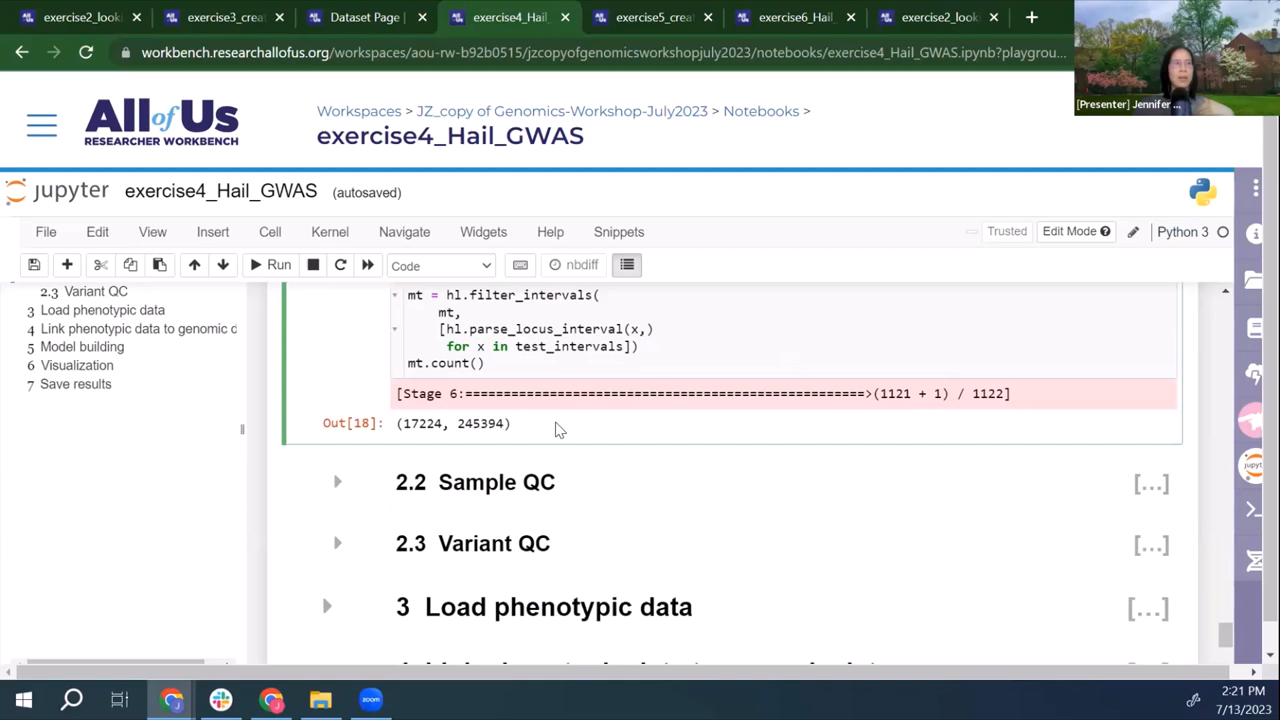 exercise2_look
exercise3_crea
Dataset Page
exercise4_Hail_
exercise5_crea
exercise6_Hail_
exercise2_look
workbench.researchallofus.org/workspaces/aou-rw-b92b0515/jzcopyofgenomicsworkshopjuly2023/notebooks/exercise4_Hail_GWAS.ipynb?playgrou...
[Presenter] Jennifer ...
All of Us
RESEARCHER WORKBENCH
Workspaces > JZ_copy of Genomics-Workshop-July2023 > Notebooks >
exercise4_Hail_GWAS
jupyter exercise4_Hail_GWAS (autosaved)
File Edit View Insert Cell Kernel Navigate Widgets Help Snippets
Trusted Edit Mode Python 3
Run Code nbdiff
2.3 Variant QC
3 Load phenotypic data
4 Link phenotypic data to genomic d
5 Model building
6 Visualization
7 Save results
mt = hl.filter_intervals(
mt,
[hl.parse_locus_interval(x,)
for x in test_intervals])
mt.count()
[Stage 6:=====================================================>(1121 + 1) / 1122]
Out[18]: (17224, 245394)
2.2 Sample QC
[...]
2.3 Variant QC
[...]
3 Load phenotypic data
[...]
jupyter
zoom
2:21 PM
7/13/2023